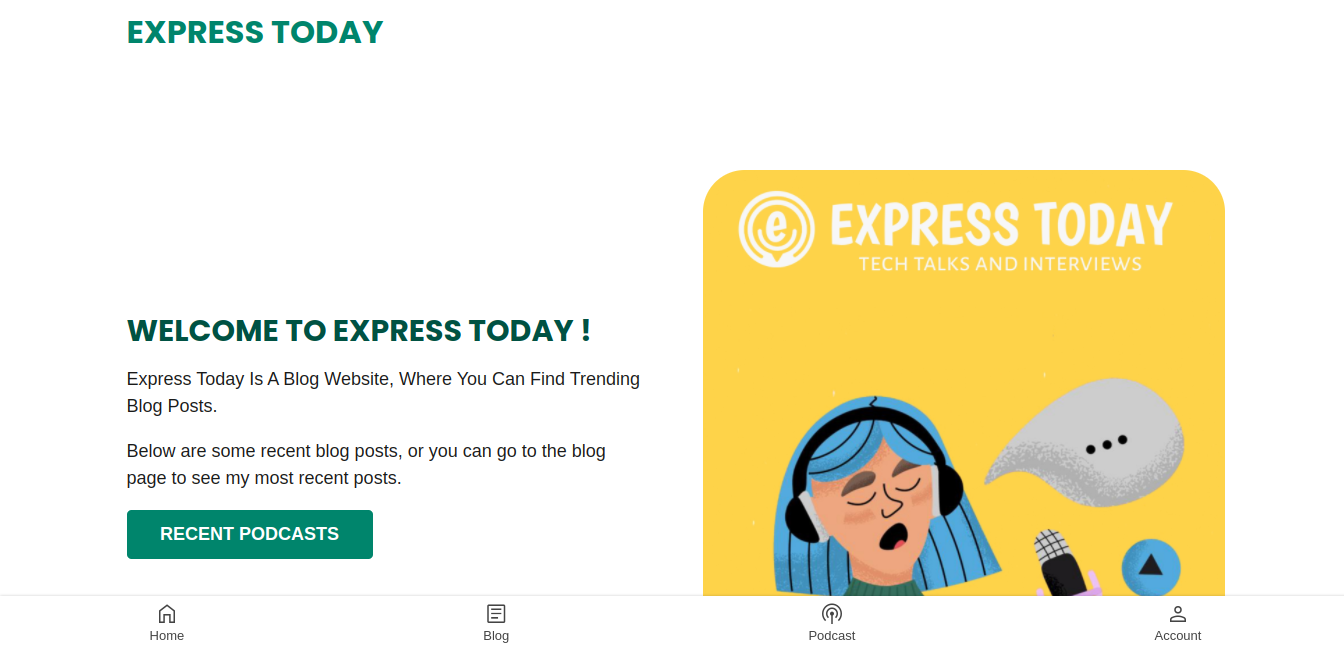 EXPRESS TODAY
e EXPRESS TODAY
TECH TALKS AND INTERVIEWS
WELCOME TO EXPRESS TODAY !
Express Today Is A Blog Website, Where You Can Find Trending
Blog Posts.
Below are some recent blog posts, or you can go to the blog
page to see my most recent posts.
RECENT PODCASTS
Home
Blog
Podcast
Account